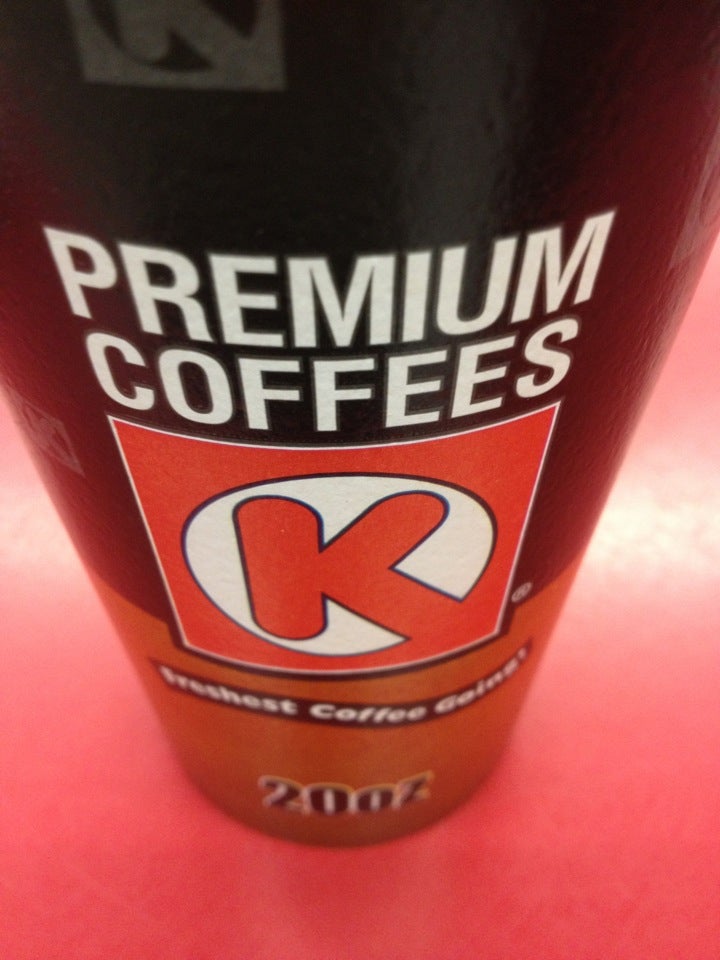 PREMIUM
COFFEES
K
®
Freshest Coffee Going!
20oz